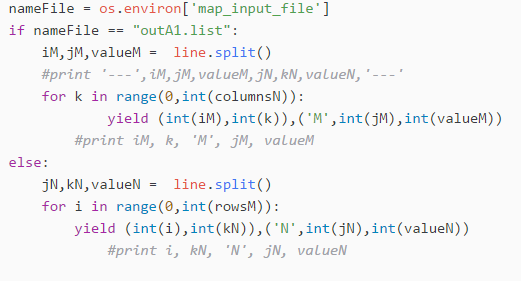 nameFile = os.environ['map_input_file']
if nameFile == "outA1.list":
    iM,jM,valueM =  line.split()
    #print '---',iM,jM,valueM,jN,kN,valueN,'---'
    for k in range(0,int(columnsN)):
            yield (int(iM),int(k)),('M',int(jM),int(valueM))
        #print iM, k, 'M', jM, valueM
else:
    jN,kN,valueN =  line.split()
    for i in range(0,int(rowsM)):
        yield (int(i),int(kN)),('N',int(jN),int(valueN))
            #print i, kN, 'N', jN, valueN